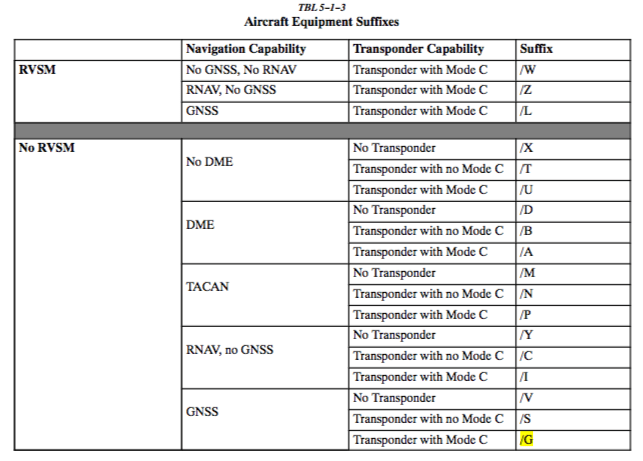 TBL 5-1-3
Aircraft Equipment Suffixes
Navigation Capability Transponder Capability Suffix
RVSM No GNSS, No RNAV Transponder with Mode C /W
RNAV, No GNSS Transponder with Mode C /Z
GNSS Transponder with Mode C /L
No RVSM No DME No Transponder /X
Transponder with no Mode C /T
Transponder with Mode C /U
DME No Transponder /D
Transponder with no Mode C /B
Transponder with Mode C /A
TACAN No Transponder /M
Transponder with no Mode C /N
Transponder with Mode C /P
RNAV, no GNSS No Transponder /Y
Transponder with no Mode C /C
Transponder with Mode C /I
GNSS No Transponder /V
Transponder with no Mode C /S
Transponder with Mode C /G